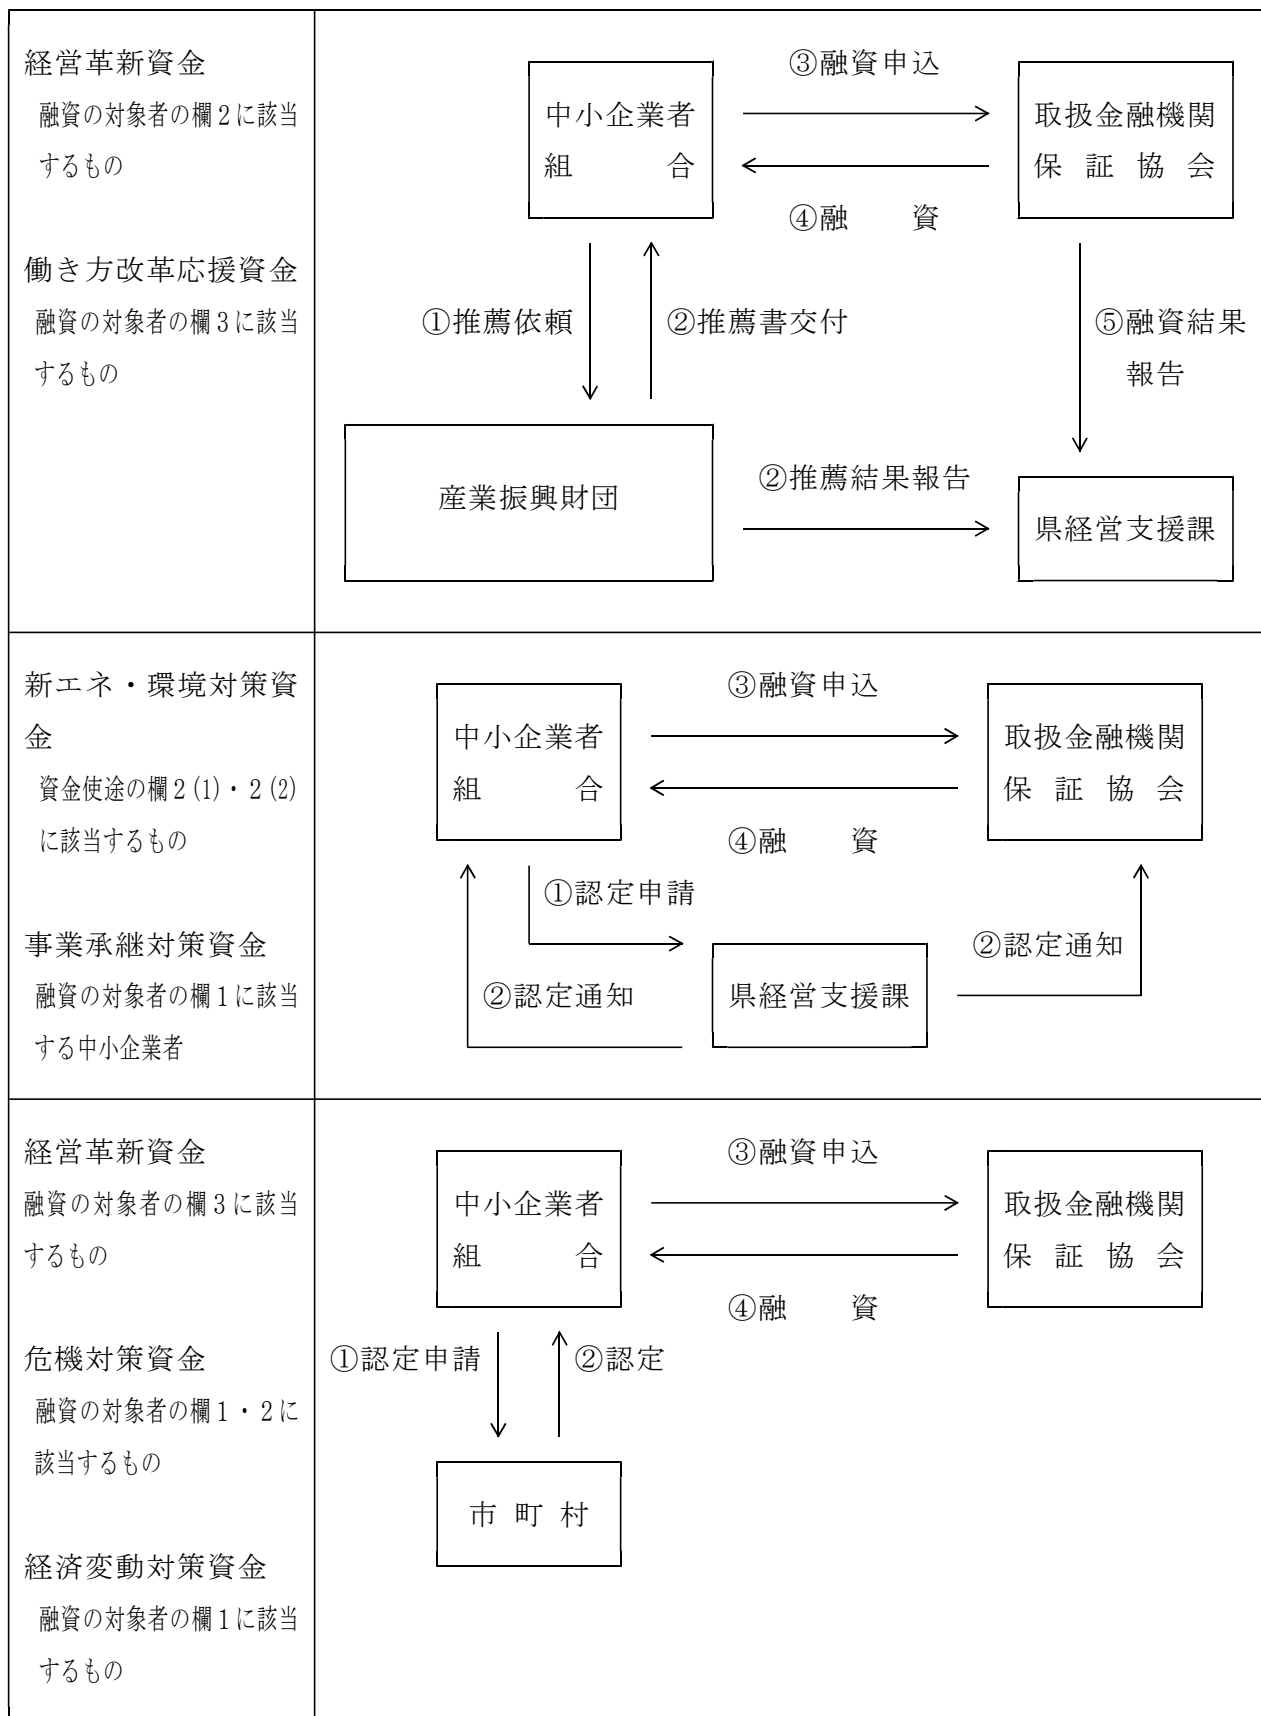 経営革新資金
融資の対象者の欄２に該当
するもの
働き方改革応援資金
融資の対象者の欄３に該当
するもの
③融資申込
中小企業者
組　　　合
取扱金融機関
保　証　協　会
④融　　資
①推薦依頼
②推薦書交付
⑤融資結果
報告
産業振興財団
②推薦結果報告
県経営支援課
新エネ・環境対策資
金
資金使途の欄２(1)・２(2)
に該当するもの
事業承継対策資金
融資の対象者の欄１に該当
する中小企業者
③融資申込
中小企業者
組　　　合
取扱金融機関
保　証　協　会
④融　　資
①認定申請
②認定通知
②認定通知
県経営支援課
経営革新資金
融資の対象者の欄３に該当
するもの
危機対策資金
融資の対象者の欄１・２に
該当するもの
経済変動対策資金
融資の対象者の欄１に該当
するもの
③融資申込
中小企業者
組　　　合
取扱金融機関
保　証　協　会
④融　　資
①認定申請
②認定
市　町　村